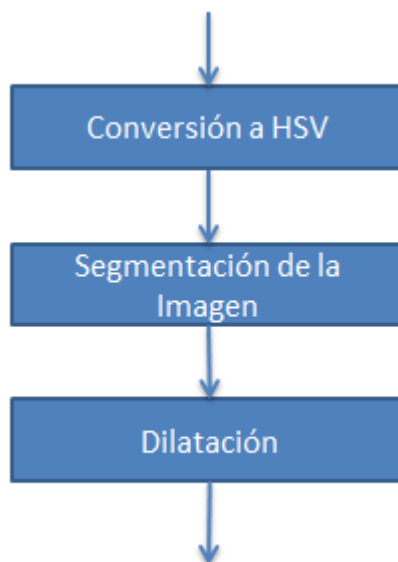 Conversión a HSV
Segmentación de la
Imagen
Dilatación